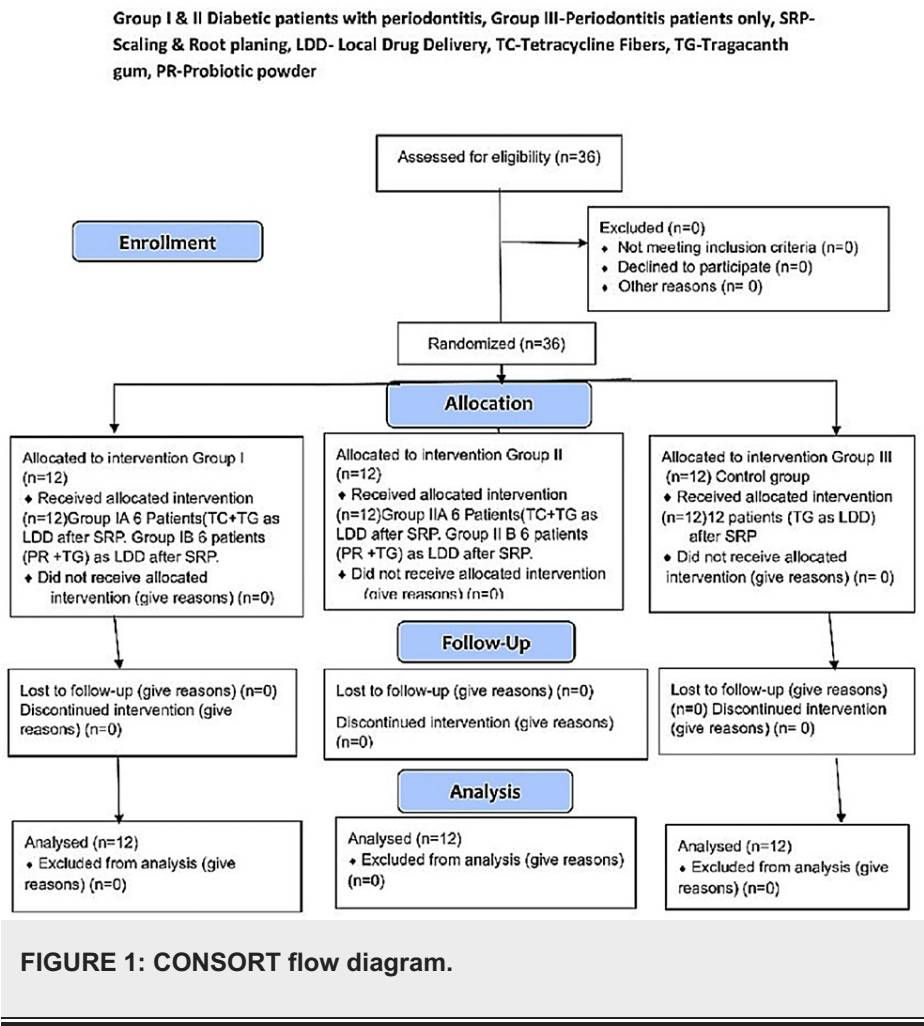 Group I & II Diabetic patients with periodontitis, Group III-Periodontitis patients only, SRP-
Scaling & Root planing, LDD- Local Drug Delivery, TC-Tetracycline Fibers, TG-Tragacanth
gum, PR-Probiotic powder
Assessed for eligibility (n=36)
Enrollment
Excluded (n=0)
♦ Not meeting inclusion criteria (n=0)
♦ Declined to participate (n=0)
♦ Other reasons (n= 0)
Randomized (n=36)
Allocation
Allocated to intervention Group I
(n=12)
♦ Received allocated intervention
(n=12)Group IA 6 Patients(TC+TG as
LDD after SRP. Group IB 6 patients
(PR +TG) as LDD after SRP.
♦ Did not receive allocated
intervention (give reasons) (n=0)
Allocated to intervention Group II
(n=12)
♦ Received allocated intervention
(n=12)Group IIA 6 Patients(TC+TG as
LDD after SRP. Group II B 6 patients
(PR +TG) as LDD after SRP.
♦ Did not receive allocated intervention
(give reasons) (n=0)
Allocated to intervention Group III
(n=12) Control group
♦ Received allocated intervention
(n=12)12 patients (TG as LDD)
after SRP
♦ Did not receive allocated
intervention (give reasons) (n= 0)
Follow-Up
Lost to follow-up (give reasons) (n=0)
Discontinued intervention (give
reasons) (n=0)
Lost to follow-up (give reasons) (n=0)
Discontinued intervention (give reasons)
(n=0)
Lost to follow-up (give reasons)
(n=0) Discontinued intervention
(give reasons) (n= 0)
Analysis
Analysed (n=12)
♦ Excluded from analysis (give
reasons) (n=0)
Analysed (n=12)
♦ Excluded from analysis (give reasons)
(n=0)
Analysed (n=12)
♦ Excluded from analysis (give
reasons) (n=0)
FIGURE 1: CONSORT flow diagram.